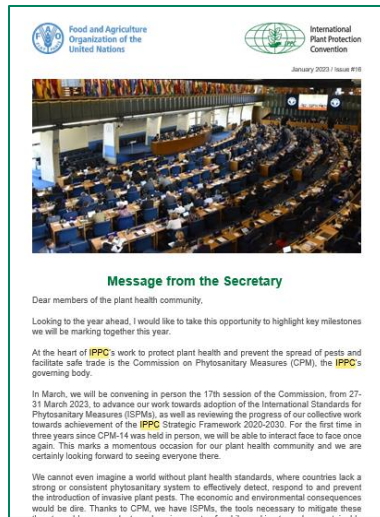 Food and Agriculture
Organization of the
United Nations
International
Plant Protection
Convention
January 2023 / Issue #16
Message from the Secretary
Dear members of the plant health community,
Looking to the year ahead, I would like to take this opportunity to highlight key milestones
we will be marking together this year.
At the heart of IPPC's work to protect plant health and prevent the spread of pests and
facilitate safe trade is the Commission on Phytosanitary Measures (CPM), the IPPC's
governing body.
In March, we will be convening in person the 17th session of the Commission, from 27-
31 March 2023, to advance our work towards adoption of the International Standards for
Phytosanitary Measures (ISPMs), as well as reviewing the progress of our collective work
towards achievement of the IPPC Strategic Framework 2020-2030. For the first time in
three years since CPM-14 was held in person, we will be able to interact face to face once
again. This marks a momentous occasion for our plant health community and we are
certainly looking forward to seeing everyone there.
We cannot even imagine a world without plant health standards, where countries lack a
strong or consistent phytosanitary system to effectively detect, respond to and prevent
the introduction of invasive plant pests. The economic and environmental consequences
would be dire. Thanks to CPM, we have ISPMs, the tools necessary to mitigate these